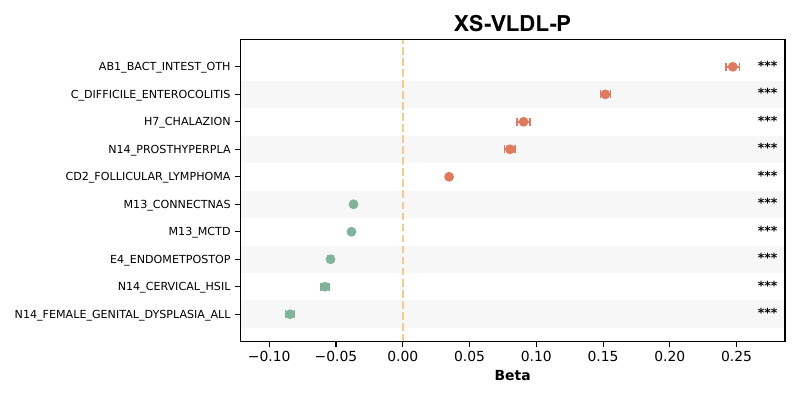 XS-VLDL-P
AB1_BACT_INTEST_OTH ***
C_DIFFICILE_ENTEROCOLITIS ***
H7_CHALAZION ***
N14_PROSTHYPERPLA ***
CD2_FOLLICULAR_LYMPHOMA ***
M13_CONNECTNAS ***
M13_MCTD ***
E4_ENDOMETPOSTOP ***
N14_CERVICAL_HSIL ***
N14_FEMALE_GENITAL_DYSPLASIA_ALL ***
−0.10 −0.05 0.00 0.05 0.10 0.15 0.20 0.25
Beta